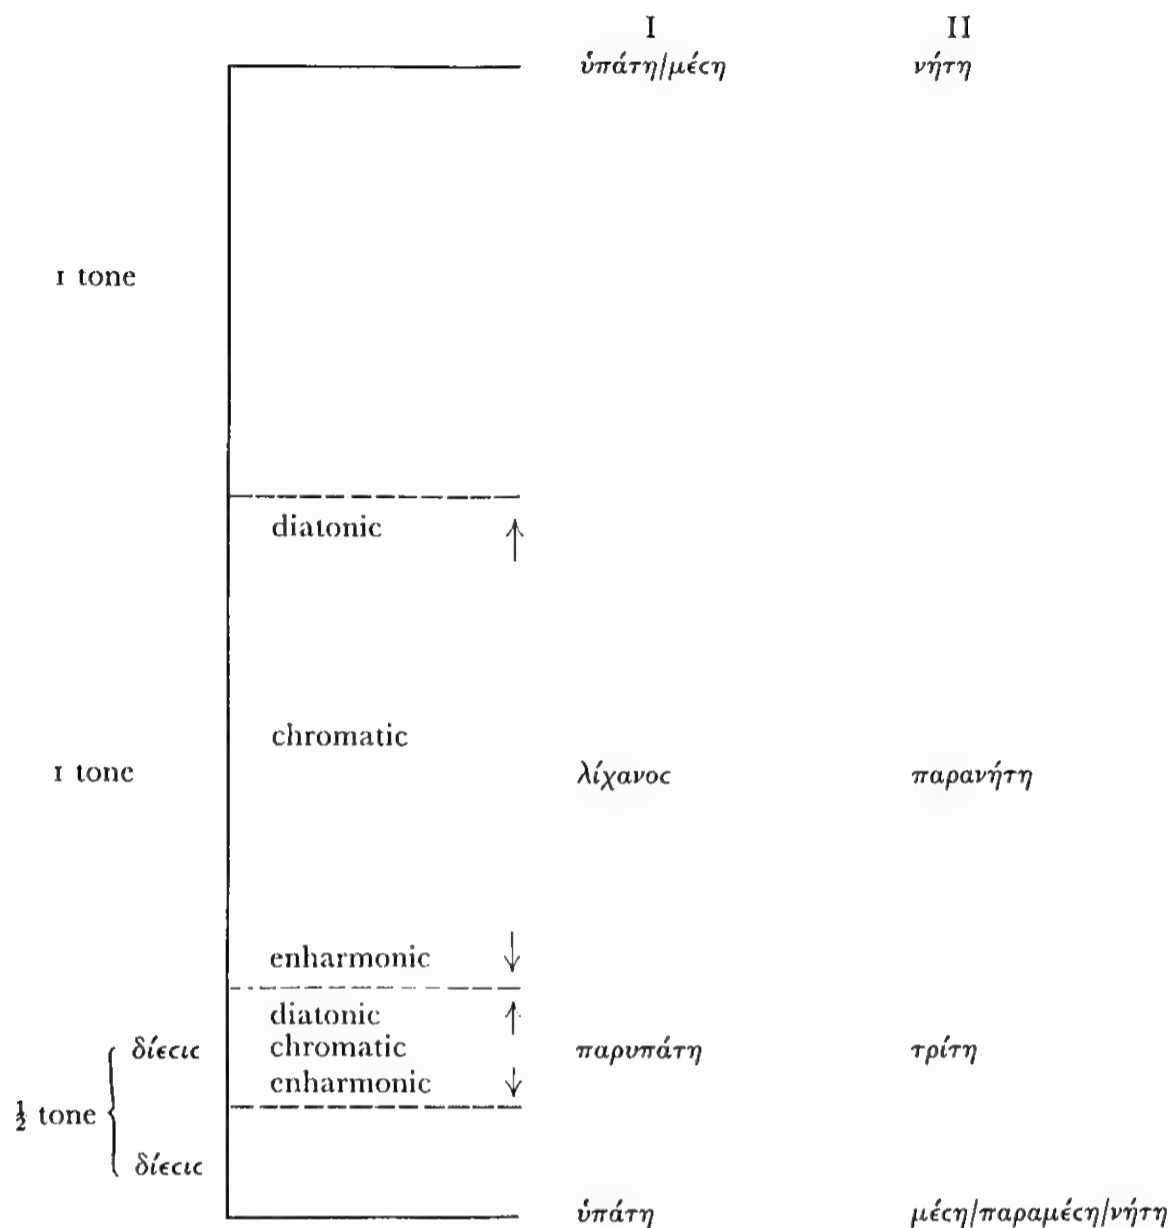 I II
ὑπάτη/μέϲη νήτη
1 tone
diatonic ↑
chromatic
1 tone λίχανοϲ παρανήτη
enharmonic ↓
diatonic ↑
δίεϲιϲ chromatic παρυπάτη τρίτη
enharmonic ↓
½ tone
δίεϲιϲ
ὑπάτη μέϲη/παραμέϲη/νήτη